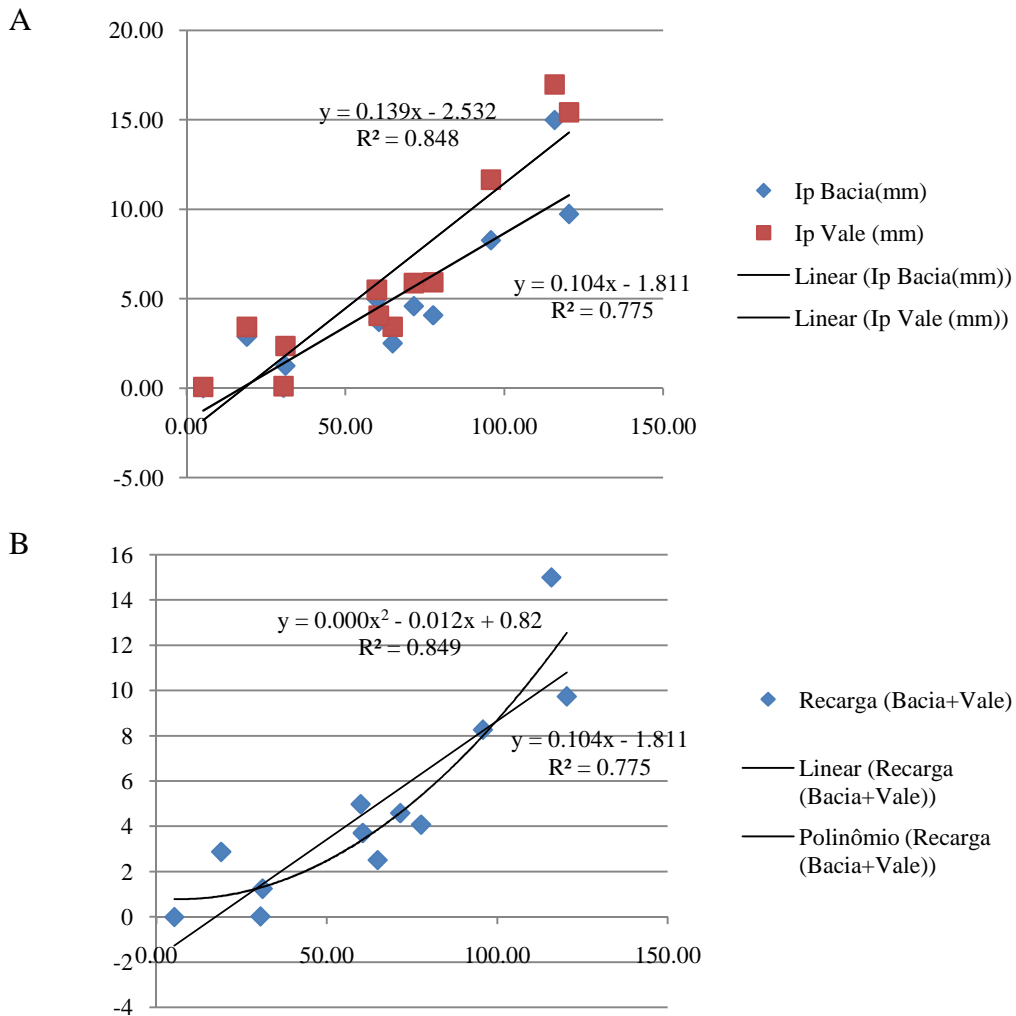 A
20.00
15.00
10.00
5.00
0.00
-5.00
0.00
50.00
100.00
150.00
y = 0.139x - 2.532
R² = 0.848
y = 0.104x - 1.811
R² = 0.775
Ip Bacia(mm)
Ip Vale (mm)
Linear (Ip Bacia(mm))
Linear (Ip Vale (mm))
B
16
14
12
10
8
6
4
2
0
-2
-4
0.00
50.00
100.00
150.00
y = 0.000x² - 0.012x + 0.82
R² = 0.849
y = 0.104x - 1.811
R² = 0.775
Recarga (Bacia+Vale)
Linear (Recarga
(Bacia+Vale))
Polinômio (Recarga
(Bacia+Vale))